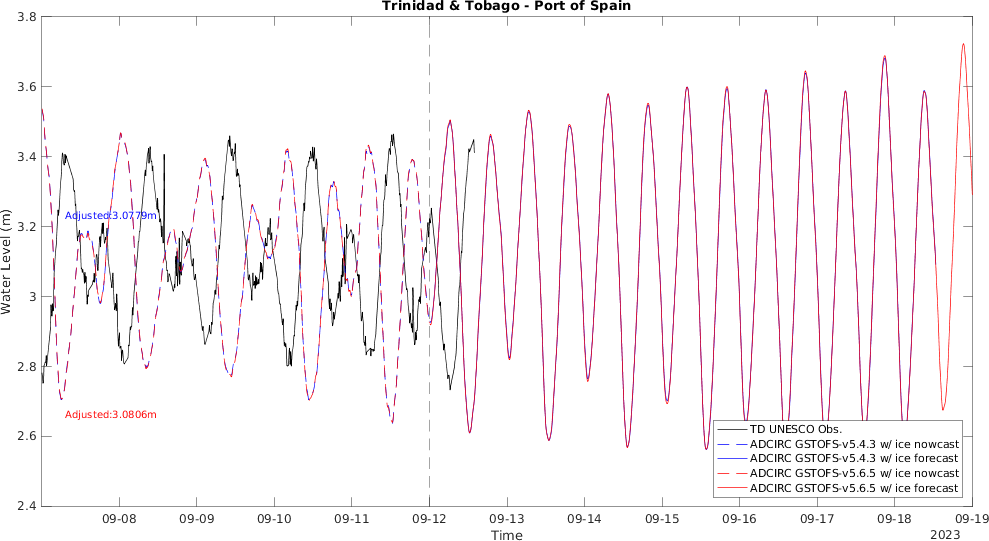 Trinidad & Tobago - Port of Spain
3.8
3.6
3.4
3.2
3
2.8
2.6
2.4
Water Level (m)
Adjusted:3.0779m
Adjusted:3.0806m
TD UNESCO Obs.
ADCIRC GSTOFS-v5.4.3 w/ ice nowcast
ADCIRC GSTOFS-v5.4.3 w/ ice forecast
ADCIRC GSTOFS-v5.6.5 w/ ice nowcast
ADCIRC GSTOFS-v5.6.5 w/ ice forecast
09-08 09-09 09-10 09-11 09-12 09-13 09-14 09-15 09-16 09-17 09-18 09-19
Time
2023